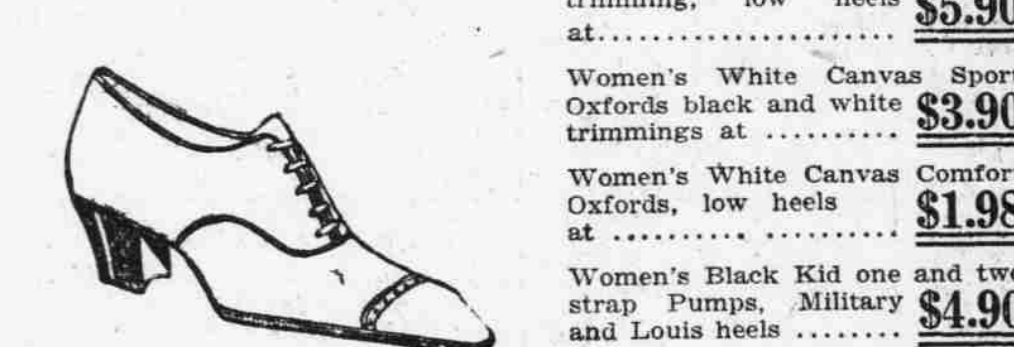 trimming, low heels
at...................... $5.90
Women's White Canvas Sport
Oxfords black and white
trimmings at .......... $3.90
Women's White Canvas Comfort
Oxfords, low heels
at .......... .......... $1.98
Women's Black Kid one and two
strap Pumps, Military
and Louis heels ........ $4.90